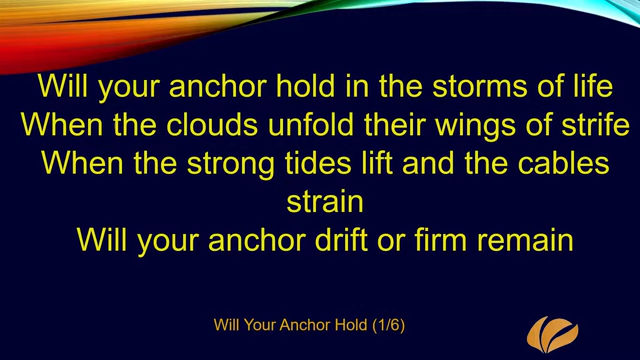 Will your anchor hold in the storms of life
When the clouds unfold their wings of strife
When the strong tides lift and the cables
strain
Will your anchor drift or firm remain
Will Your Anchor Hold (1/6)